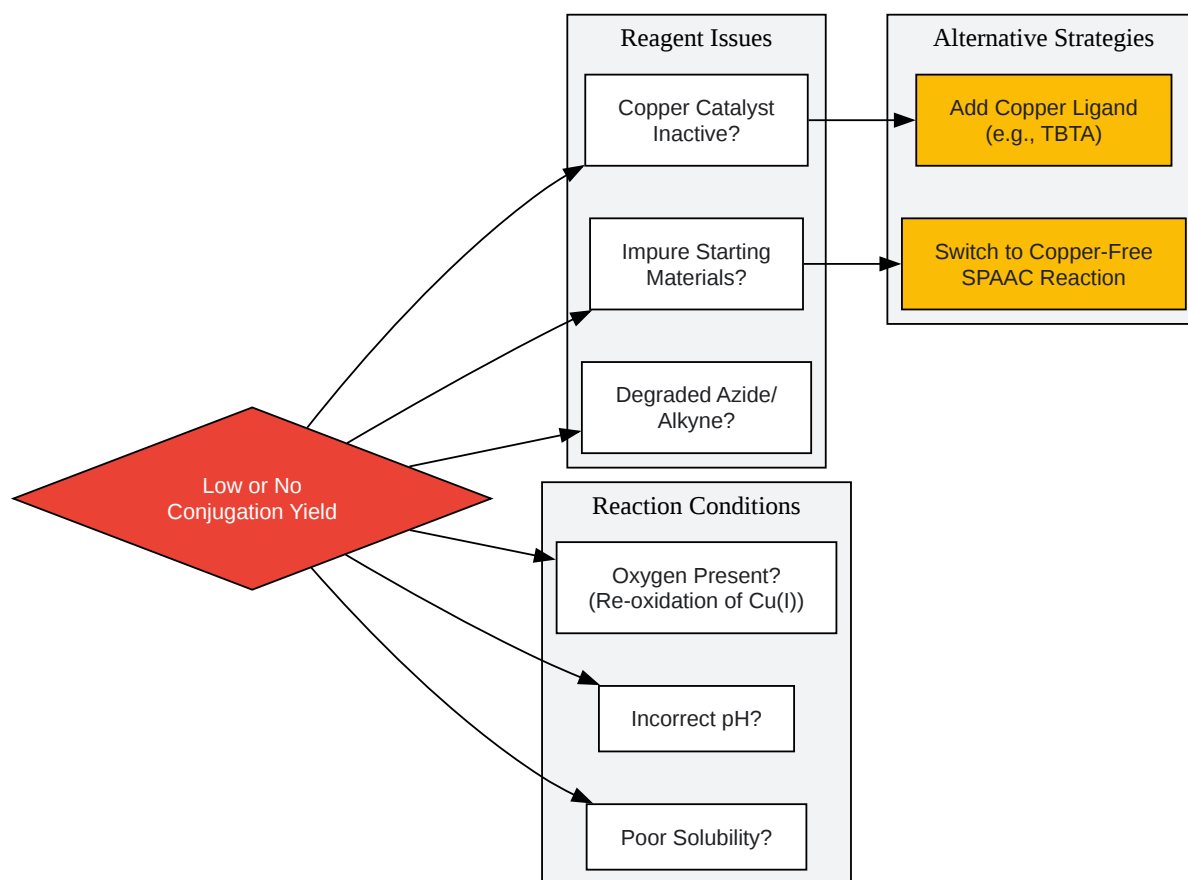 Low or No
Conjugation Yield
Reagent Issues
Copper Catalyst
Inactive?
Impure Starting
Materials?
Degraded Azide/
Alkyne?
Reaction Conditions
Oxygen Present?
(Re-oxidation of Cu(I))
Incorrect pH?
Poor Solubility?
Alternative Strategies
Add Copper Ligand
(e.g., TBTA)
Switch to Copper-Free
SPAAC Reaction